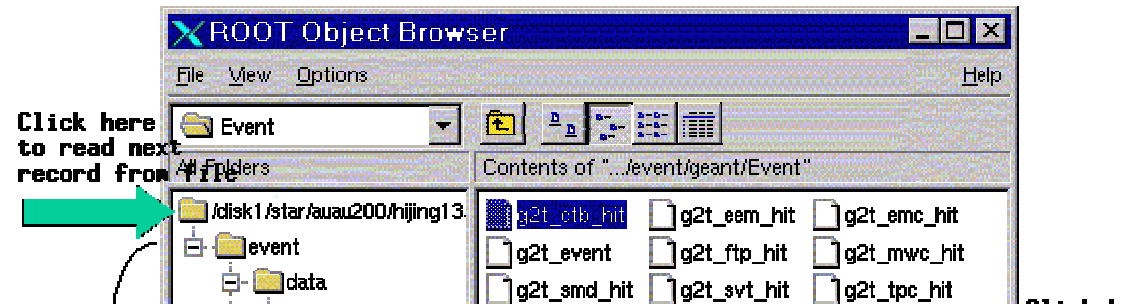 ROOT Object Browser
File View Options Help
Click here
to read next
record from file
Event
All Folders
Contents of ".../event/geant/Event"
/disk1/star/auau200/hijing13.
event
data
g2t_ctb_hit g2t_eem_hit g2t_emc_hit
g2t_event g2t_ftp_hit g2t_mwc_hit
g2t_smd_hit g2t_svt_hit g2t_tpc_hit